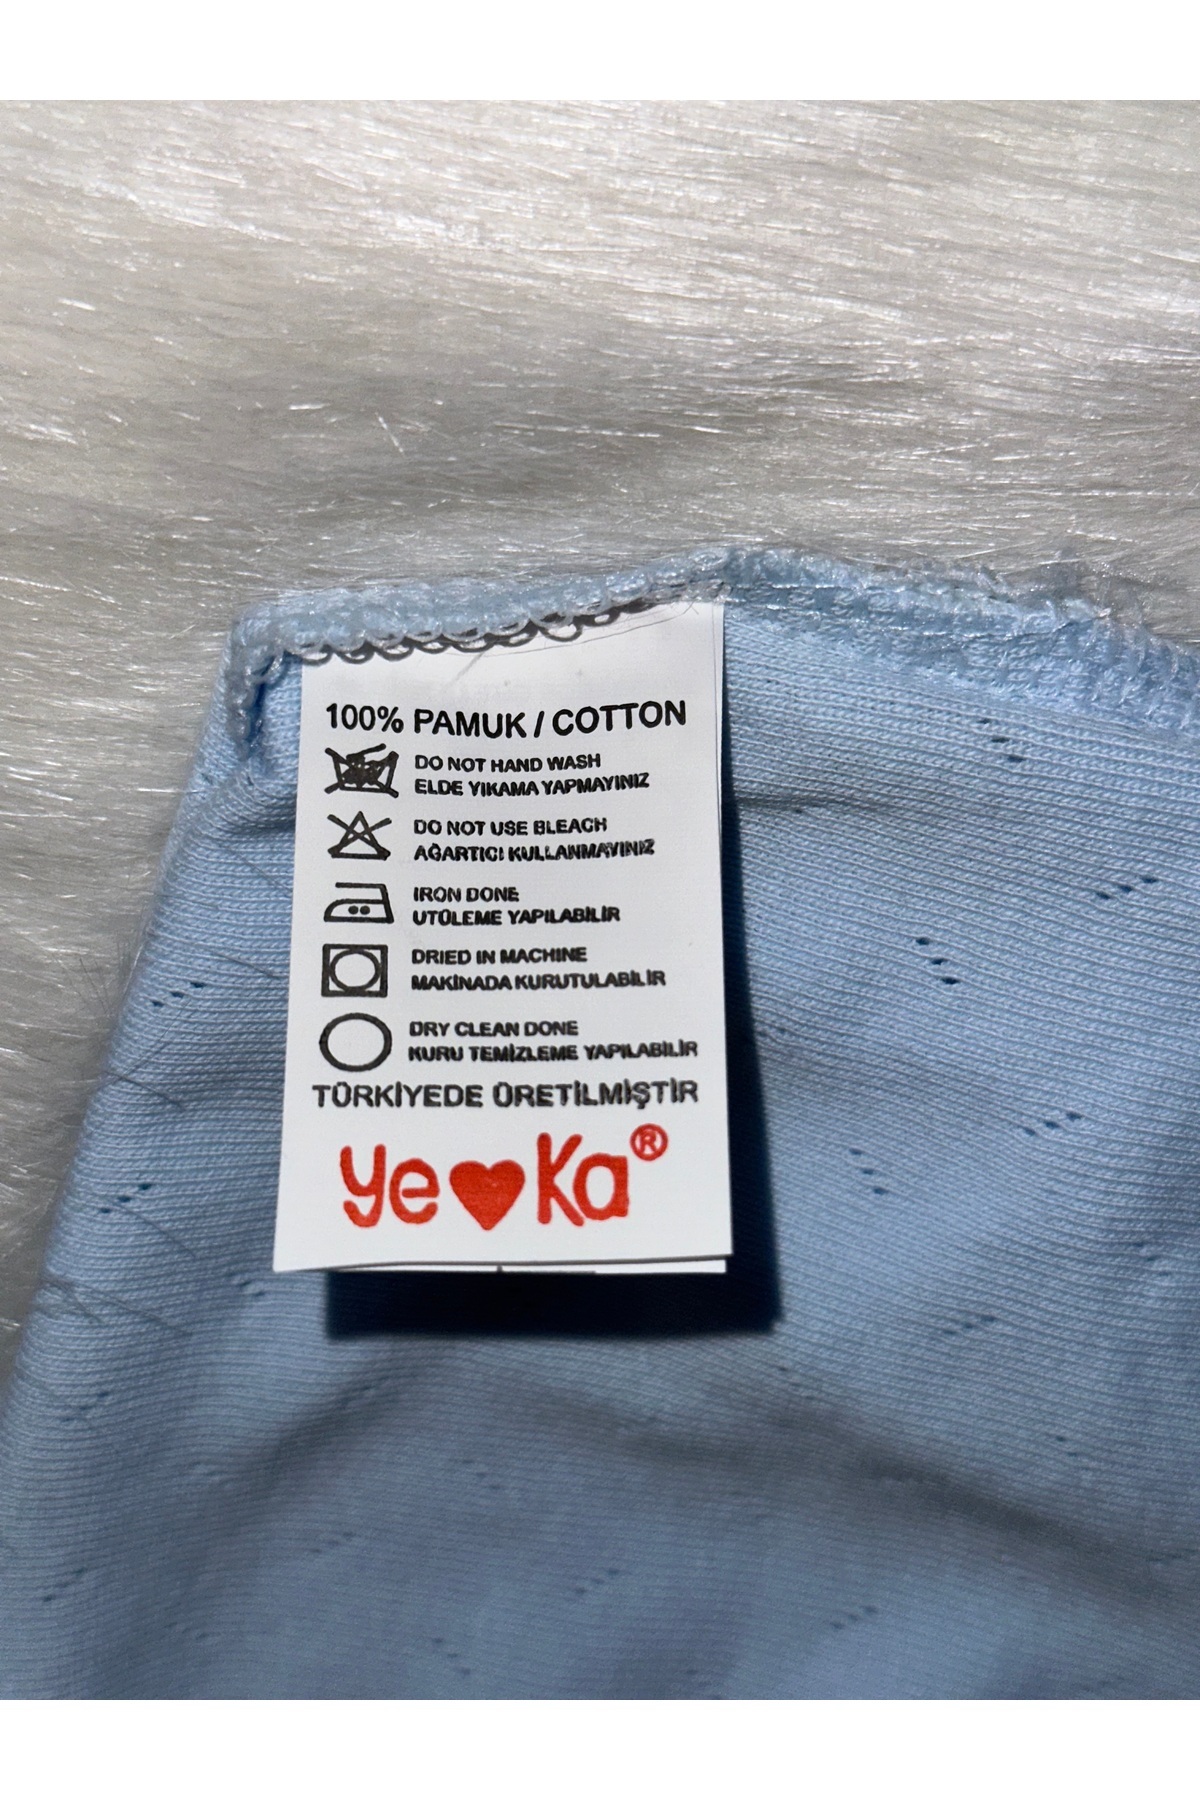 100% PAMUK / COTTON
DO NOT HAND WASH
ELDE YIKAMA YAPMAYINIZ
DO NOT USE BLEACH
AĞARTICI KULLANMAYINIZ
IRON DONE
UTÜLEME YAPILABİLİR
DRIED IN MACHINE
MAKİNADA KURUTULABİLİR
DRY CLEAN DONE
KURU TEMİZLEME YAPILABİLİR
TÜRKİYEDE ÜRETİLMİŞTİR
ye♥Ka®